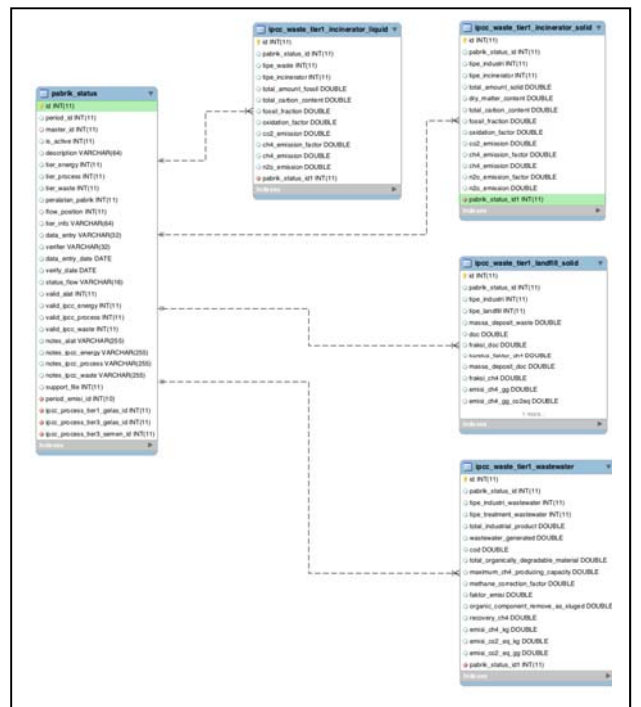 pabrik_status
id INT(11)
period_id INT(11)
master_id INT(11)
is_active INT(11)
description VARCHAR(64)
tier_energy INT(11)
tier_process INT(11)
tier_waste INT(11)
peralatan_pabrik INT(11)
flow_position INT(11)
tier_info VARCHAR(64)
data_entry VARCHAR(32)
verifier VARCHAR(32)
data_entry_date DATE
verify_date DATE
status_flow VARCHAR(16)
valid_alat INT(11)
valid_ipcc_energy INT(11)
valid_ipcc_process INT(11)
valid_ipcc_waste INT(11)
notes_alat VARCHAR(255)
notes_ipcc_energy VARCHAR(255)
notes_ipcc_process VARCHAR(255)
notes_ipcc_waste VARCHAR(255)
support_file INT(11)
period_emisi_id INT(10)
ipcc_process_tier1_gelas_id INT(11)
ipcc_process_tier3_gelas_id INT(11)
ipcc_process_tier3_semen_id INT(11)
Indexes
ipcc_waste_tier1_incinerator_liquid
id INT(11)
pabrik_status_id INT(11)
tipe_waste INT(11)
tipe_incinerator INT(11)
total_amount_fossil DOUBLE
total_carbon_content DOUBLE
fossil_fraction DOUBLE
oxidation_factor DOUBLE
co2_emission DOUBLE
ch4_emission_factor DOUBLE
ch4_emission DOUBLE
n2o_emission DOUBLE
pabrik_status_id1 INT(11)
Indexes
ipcc_waste_tier1_incinerator_solid
id INT(11)
pabrik_status_id INT(11)
tipe_industri INT(11)
tipe_incinerator INT(11)
total_amount_solid DOUBLE
dry_matter_content DOUBLE
total_carbon_content DOUBLE
fossil_fraction DOUBLE
oxidation_factor DOUBLE
co2_emission DOUBLE
ch4_emission_factor DOUBLE
ch4_emission DOUBLE
n2o_emission_factor DOUBLE
n2o_emission DOUBLE
pabrik_status_id1 INT(11)
Indexes
ipcc_waste_tier1_landfill_solid
id INT(11)
pabrik_status_id INT(11)
tipe_industri INT(11)
tipe_landfill INT(11)
massa_deposit_waste DOUBLE
doc DOUBLE
fraksi_doc DOUBLE
DOUBLE
massa_deposit_doc DOUBLE
fraksi_ch4 DOUBLE
emisi_ch4_gg DOUBLE
emisi_ch4_gg_co2eq DOUBLE
1 more...
Indexes
ipcc_waste_tier1_wastewater
id INT(11)
pabrik_status_id INT(11)
tipe_industri_wastewater INT(11)
tipe_treatment_wastewater INT(11)
total_industrial_product DOUBLE
wastewater_generated DOUBLE
cod DOUBLE
total_organically_degradable_material DOUBLE
maximum_ch4_producing_capacity DOUBLE
methane_correction_factor DOUBLE
faktor_emisi DOUBLE
organic_component_remove_as_sluged DOUBLE
recovery_ch4 DOUBLE
emisi_ch4_kg DOUBLE
emisi_co2_eq_kg DOUBLE
emisi_co2_eq_gg DOUBLE
pabrik_status_id1 INT(11)
Indexes